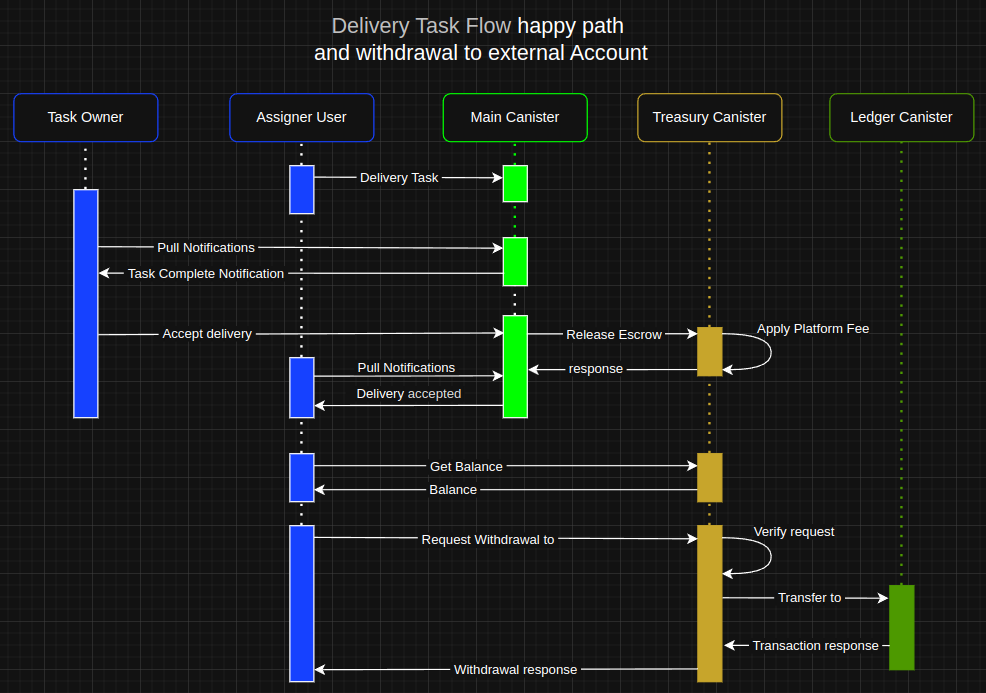 Delivery Task Flow happy path
and withdrawal to external Account
Task Owner
Assigner User
Main Canister
Treasury Canister
Ledger Canister
Delivery Task
Pull Notifications
Task Complete Notification
Accept delivery
Release Escrow
Apply Platform Fee
response
Pull Notifications
Delivery accepted
Get Balance
Balance
Request Withdrawal to
Verify request
Transfer to
Transaction response
Withdrawal response